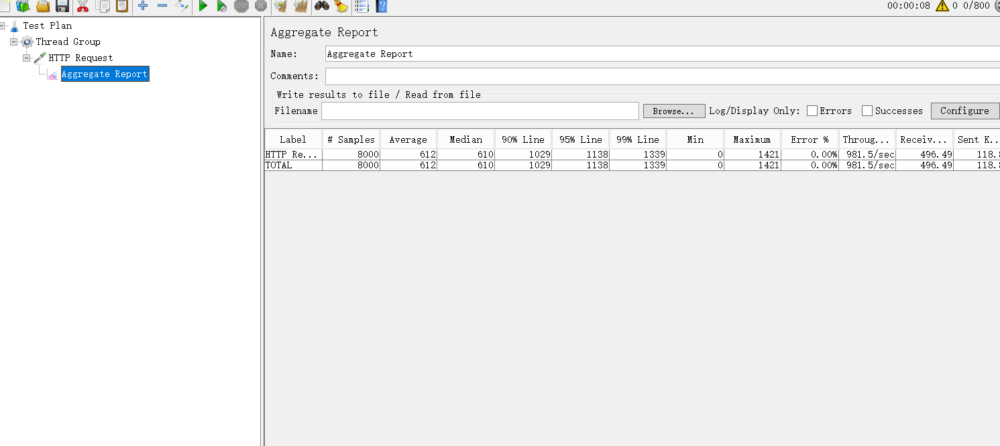 00:00:08 0 0/800
Test Plan
Thread Group
HTTP Request
Aggregate Report
Aggregate Report
Name: Aggregate Report
Comments:
Write results to file / Read from file
Filename Browse... Log/Display Only: Errors Successes Configure
Label # Samples Average Median 90% Line 95% Line 99% Line Min Maximum Error % Throug... Receiv... Sent K...
HTTP Re... 8000 612 610 1029 1138 1339 0 1421 0.00% 981.5/sec 496.49 118.
TOTAL 8000 612 610 1029 1138 1339 0 1421 0.00% 981.5/sec 496.49 118.